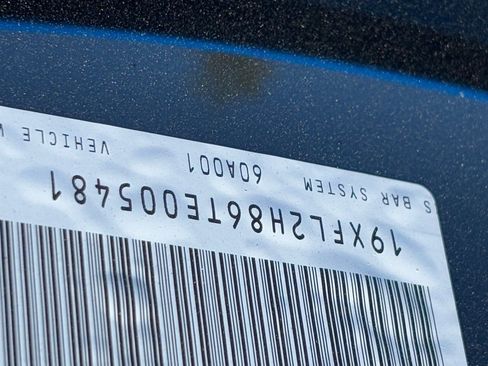 19XFL2H86TE005481
S BAR SYSTEM 60A001 VEHICLE